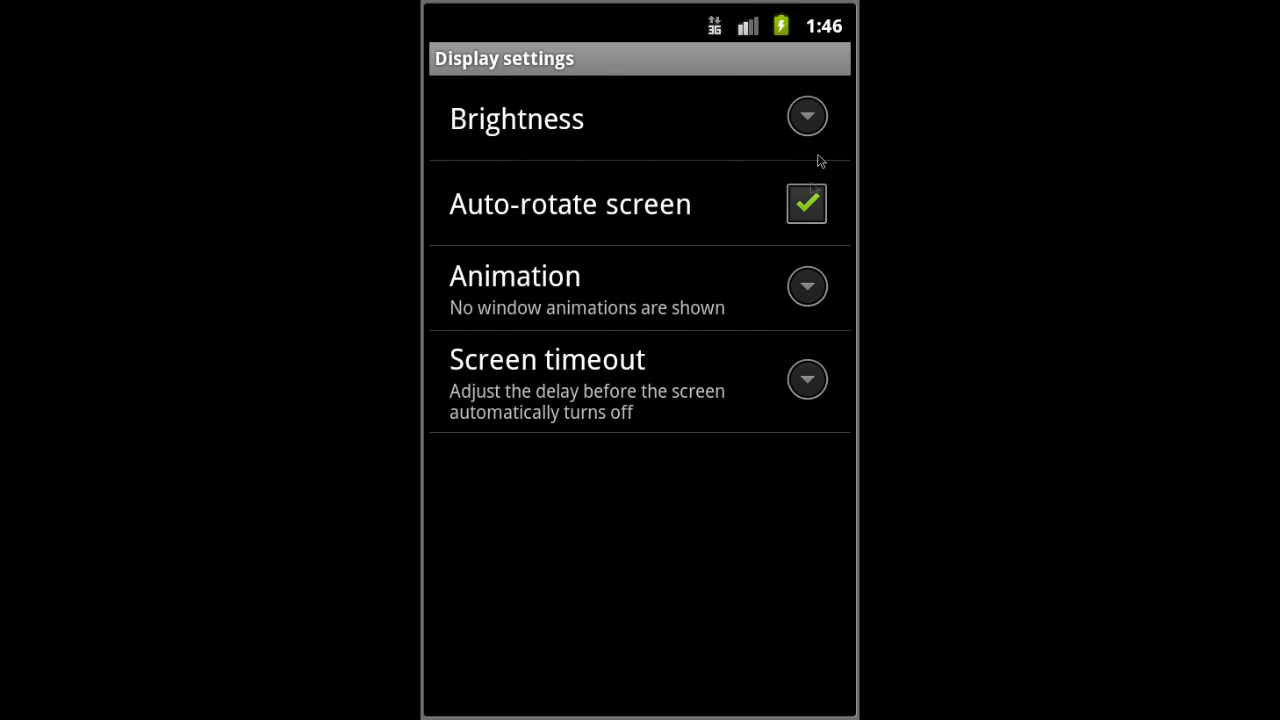 3G 1:46
Display settings
Brightness
Auto-rotate screen
Animation
No window animations are shown
Screen timeout
Adjust the delay before the screen
automatically turns off